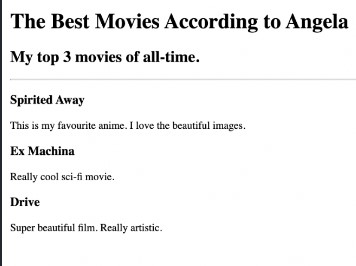 The Best Movies According to Angela
My top 3 movies of all-time.
Spirited Away
This is my favourite anime. I love the beautiful images.
Ex Machina
Really cool sci-fi movie.
Drive
Super beautiful film. Really artistic.